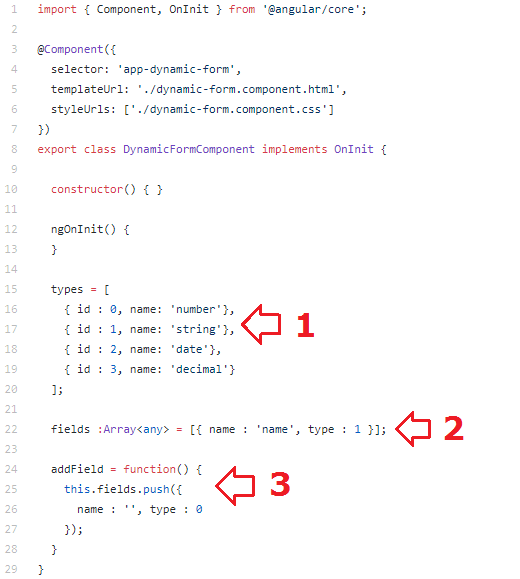 1 import { Component, OnInit } from '@angular/core';
2
3 @Component({
4   selector: 'app-dynamic-form',
5   templateUrl: './dynamic-form.component.html',
6   styleUrls: ['./dynamic-form.component.css']
7 })
8 export class DynamicFormComponent implements OnInit {
9
10   constructor() { }
11
12   ngOnInit() {
13   }
14
15   types = [
16     { id : 0, name: 'number'},
17     { id : 1, name: 'string'}, 1
18     { id : 2, name: 'date'},
19     { id : 3, name: 'decimal'}
20   ];
21
22   fields :Array<any> = [{ name : 'name', type : 1 }]; 2
23
24   addField = function() {
25     this.fields.push({ 3
26       name : '', type : 0
27     });
28   }
29 }